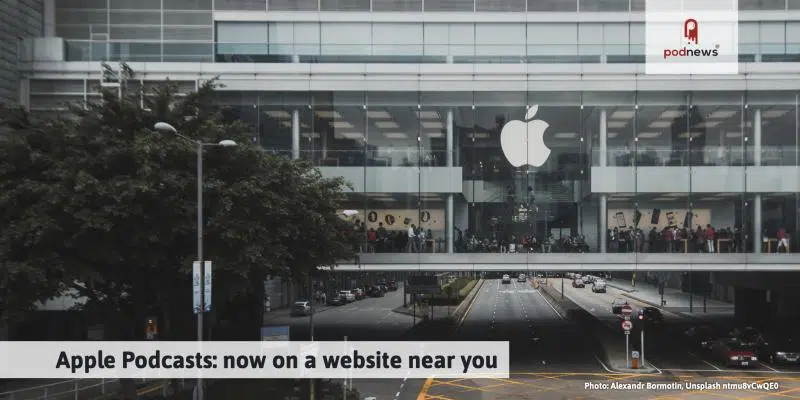 podnews
Apple Podcasts: now on a website near you
Photo: Alexandr Bormotin, Unsplash ntmu8vCwQE0